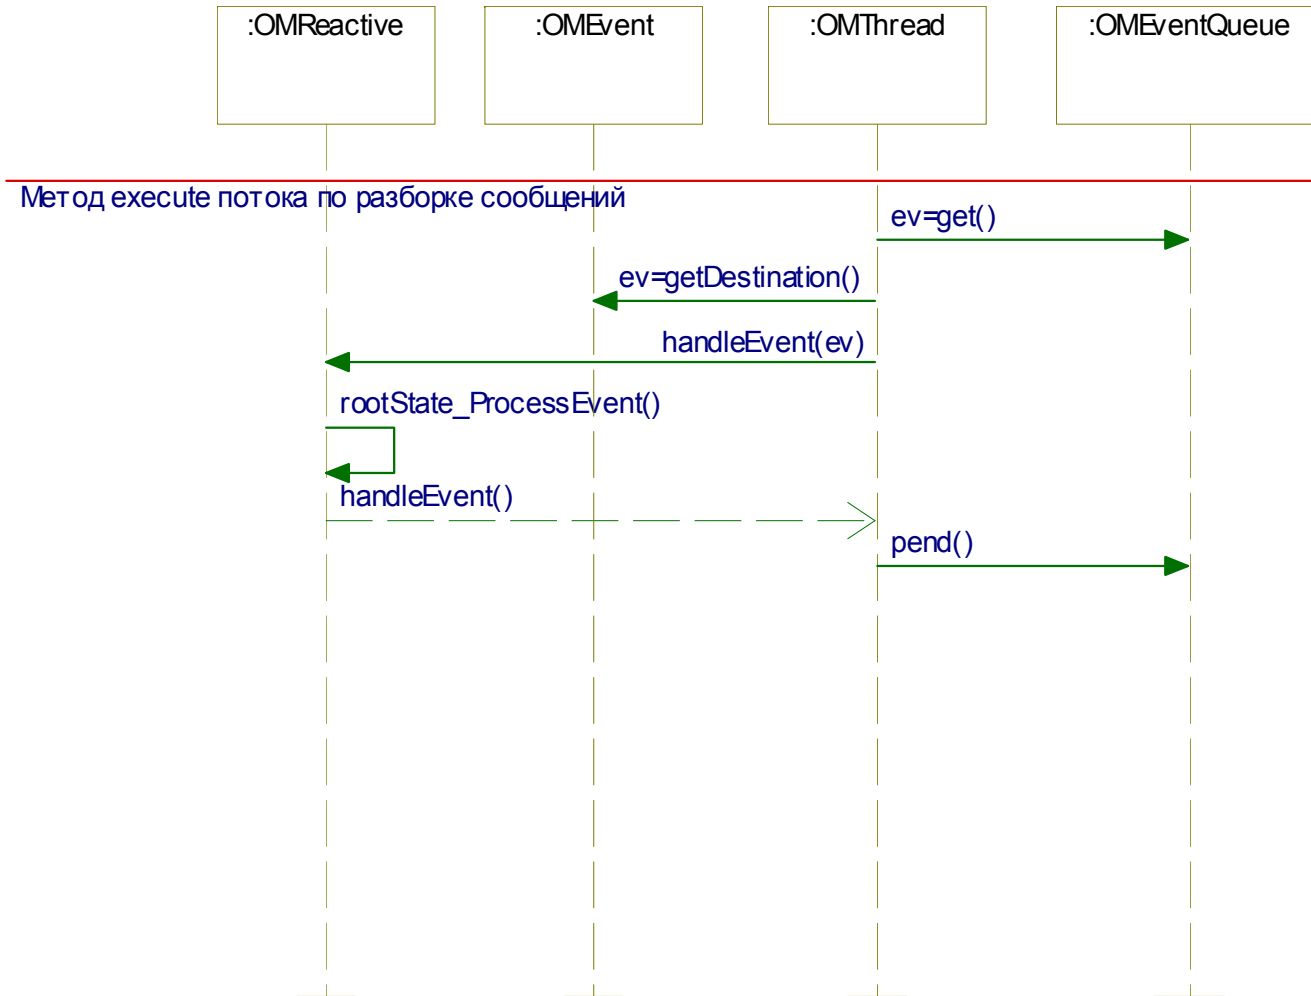 :OMReactive
:OMEvent
:OMThread
:OMEventQueue
Метод execute потока по разборке сообщений
ev=get()
ev=getDestination()
handleEvent(ev)
rootState_ProcessEvent()
handleEvent()
pend()